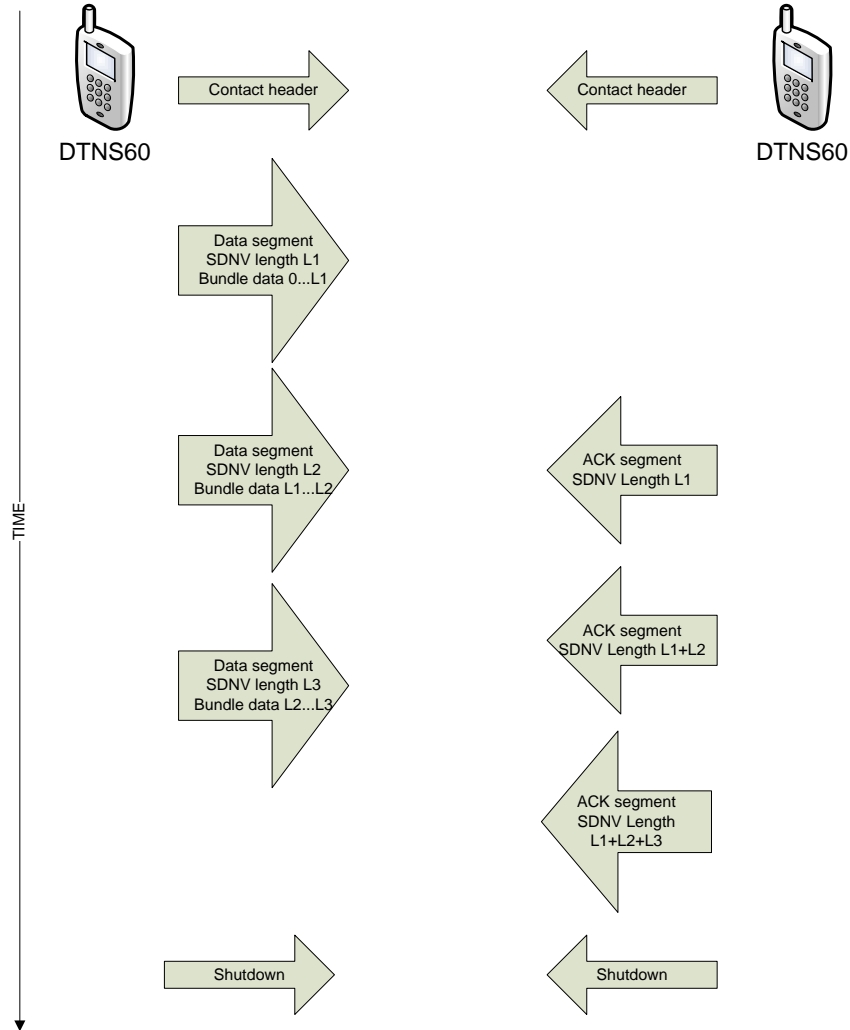 DTNS60
DTNS60
Contact header
Contact header
Data segment
SDNV length L1
Bundle data 0...L1
Data segment
SDNV length L2
Bundle data L1...L2
ACK segment
SDNV Length L1
TIME
ACK segment
SDNV Length L1+L2
Data segment
SDNV length L3
Bundle data L2...L3
ACK segment
SDNV Length
L1+L2+L3
Shutdown
Shutdown